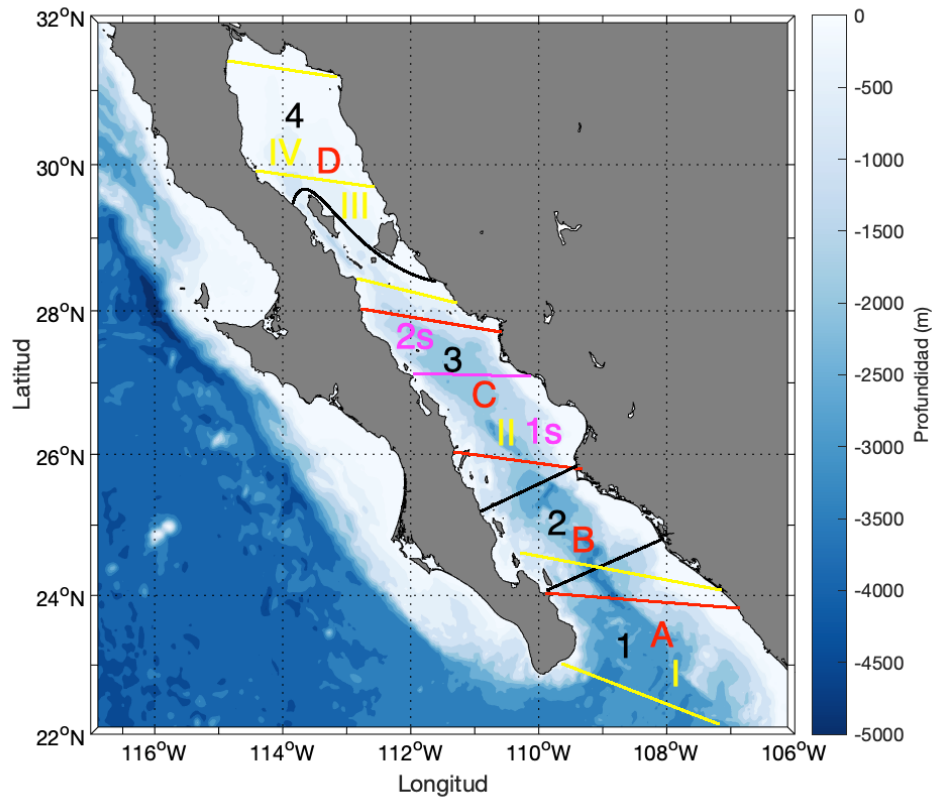 32°N
30°N
28°N
26°N
24°N
22°N
Latitud
116°W
114°W
112°W
110°W
108°W
106°W
Longitud
4
IV
D
III
2s
3
C
II
1s
2
B
A
1
I
0
-500
-1000
-1500
-2000
-2500
-3000
-3500
-4000
-4500
-5000
Profundidad (m)